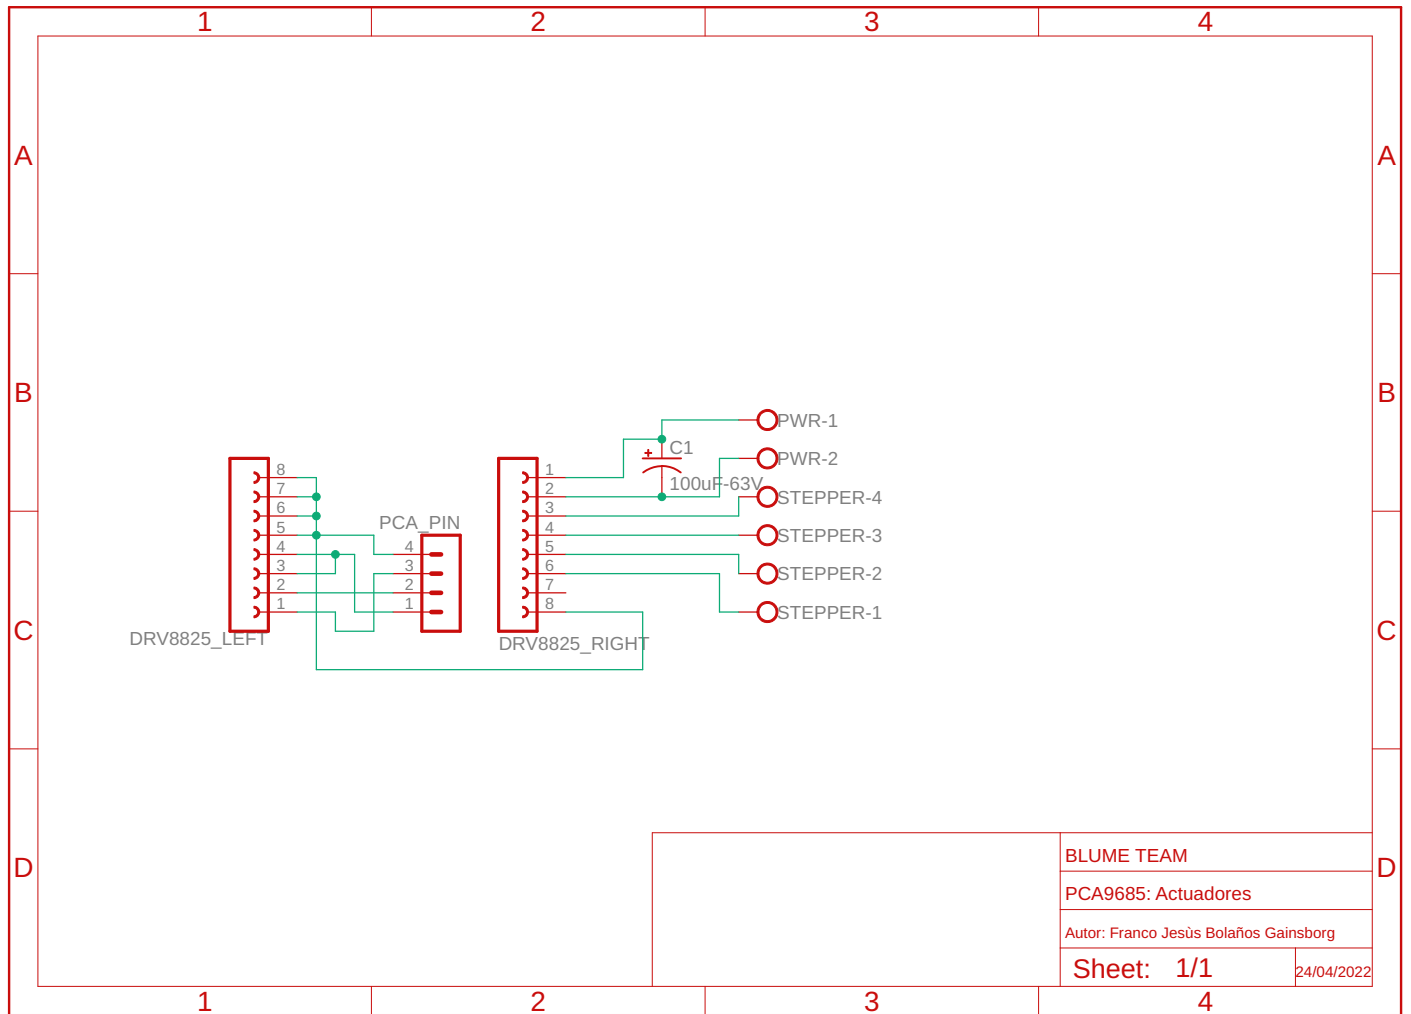 1 2 3 4
A A
B B
C C
D D
PWR-1
C1
PWR-2
100uF-63V
STEPPER-4
STEPPER-3
STEPPER-2
STEPPER-1
8
7
6
5
4
3
2
1
DRV8825_LEFT
PCA_PIN
4
3
2
1
1
2
3
4
5
6
7
8
DRV8825_RIGHT
BLUME TEAM
PCA9685: Actuadores
Autor: Franco Jesùs Bolaños Gainsborg
Sheet: 1/1
24/04/2022
1 2 3 4